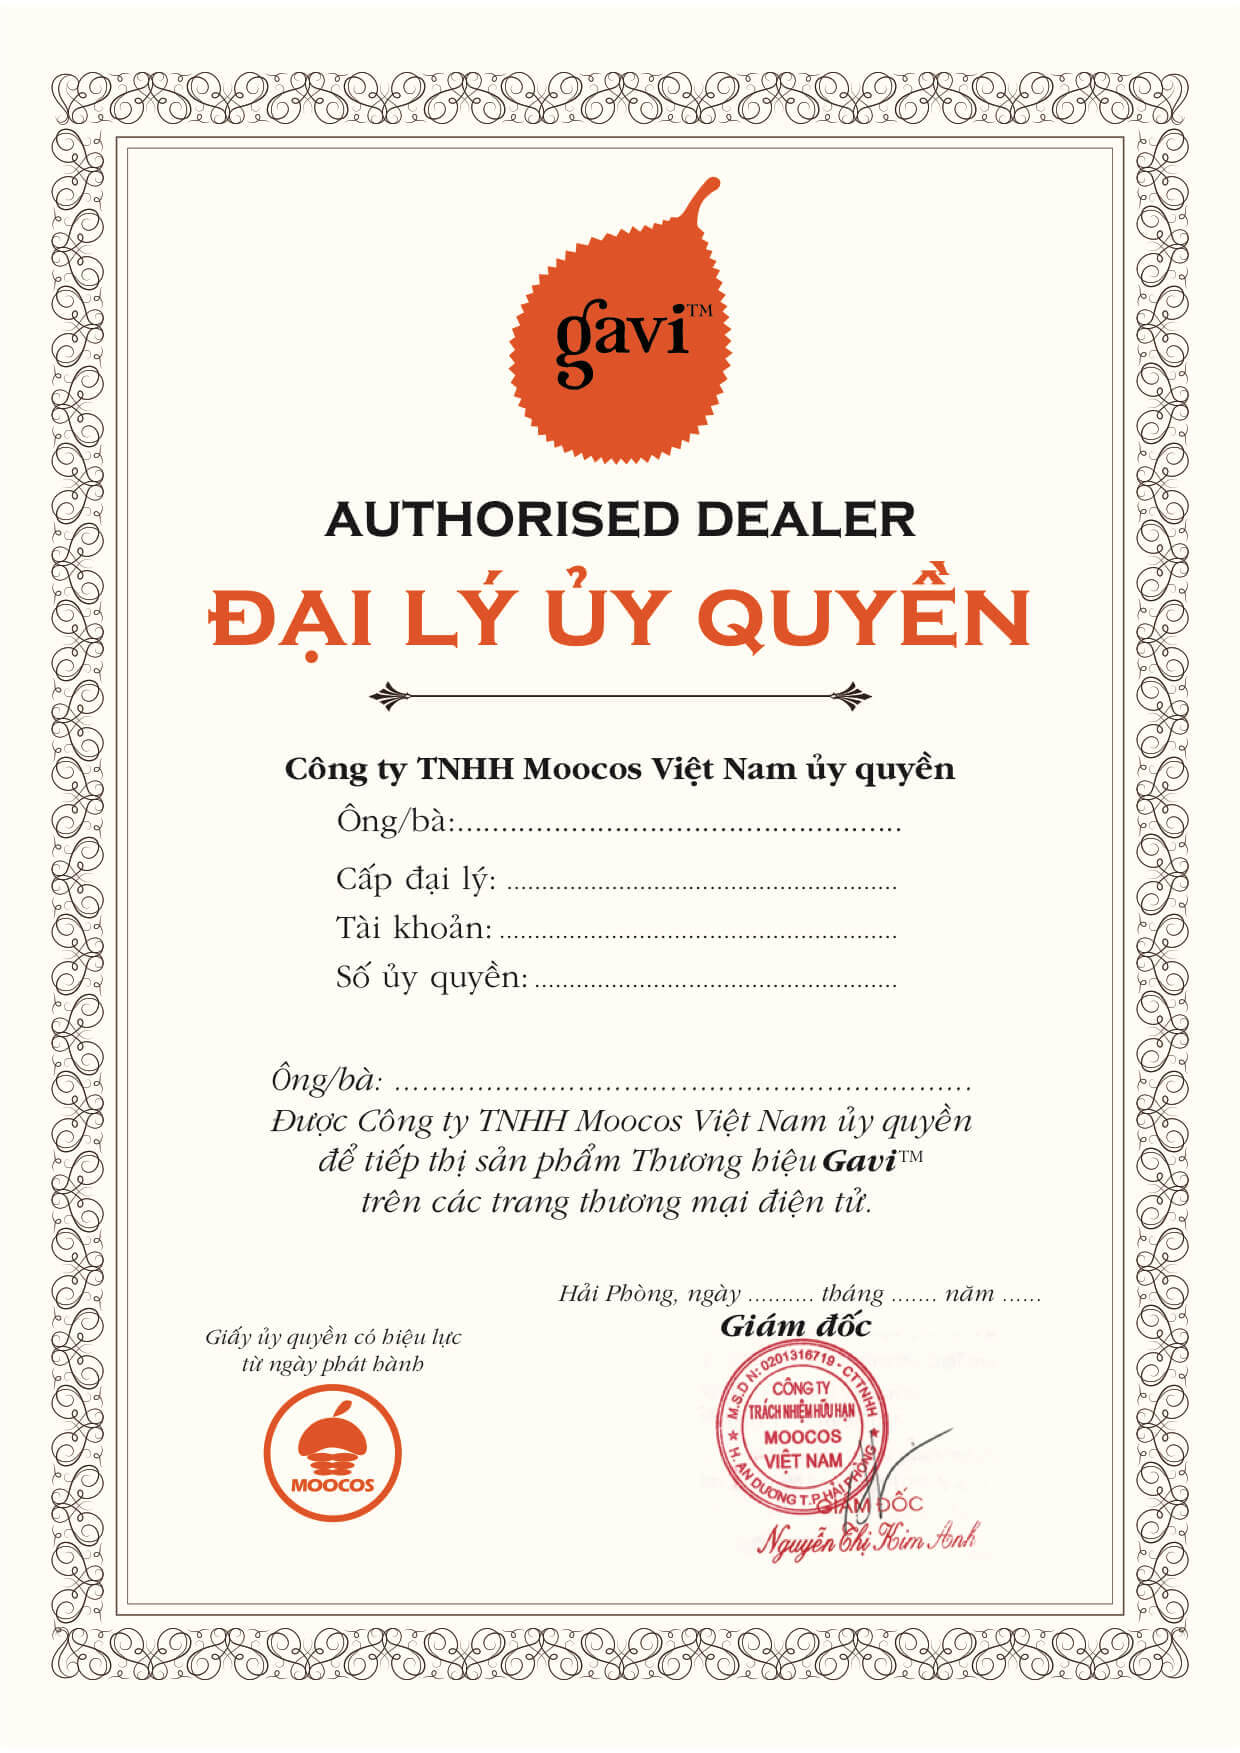 gavi™
AUTHORISED DEALER
ĐẠI LÝ ỦY QUYỀN
Công ty TNHH Moocos Việt Nam ủy quyền
Ông/bà:..................................................
Cấp đại lý: ........................................................
Tài khoản: .........................................................
Số ủy quyền: ....................................................
Ông/bà: ................................................................
Được Công ty TNHH Moocos Việt Nam ủy quyền
để tiếp thị sản phẩm Thương hiệu Gavi™
trên các trang thương mại điện tử.
Hải Phòng, ngày .......... tháng ....... năm ......
Giám đốc
Giấy ủy quyền có hiệu lực
từ ngày phát hành
MOOCOS
M.S.D N: 0201316719 - C.T.T.N.H.H
CÔNG TY
TRÁCH NHIỆM HỮU HẠN
MOOCOS
VIỆT NAM
★ H. AN DƯƠNG T.P HẢI PHÒNG ★
GIÁM ĐỐC
Nguyễn Thị Kim Anh